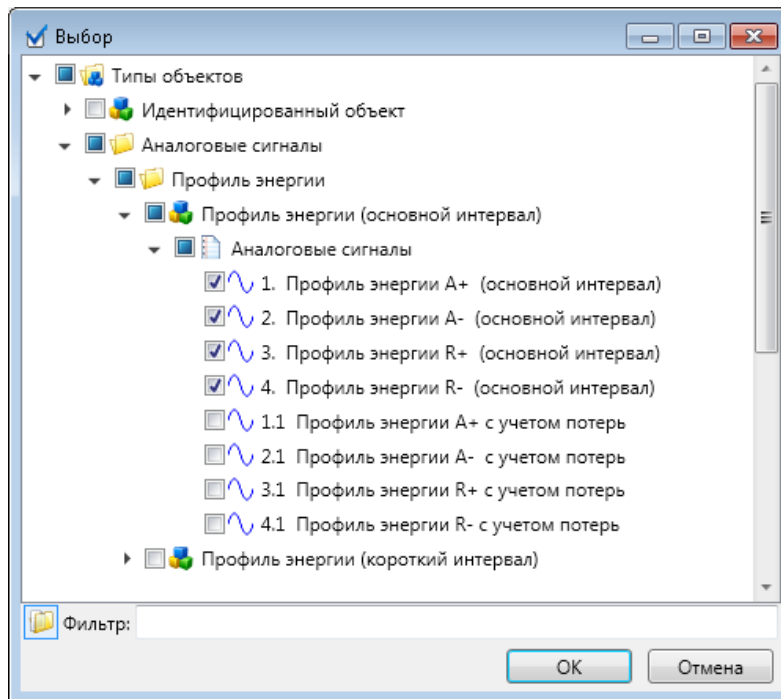 Выбор
Типы объектов
Идентифицированный объект
Аналоговые сигналы
Профиль энергии
Профиль энергии (основной интервал)
Аналоговые сигналы
1. Профиль энергии A+ (основной интервал)
2. Профиль энергии A- (основной интервал)
3. Профиль энергии R+ (основной интервал)
4. Профиль энергии R- (основной интервал)
1.1 Профиль энергии A+ с учетом потерь
2.1 Профиль энергии A- с учетом потерь
3.1 Профиль энергии R+ с учетом потерь
4.1 Профиль энергии R- с учетом потерь
Профиль энергии (короткий интервал)
Фильтр:
ОК Отмена